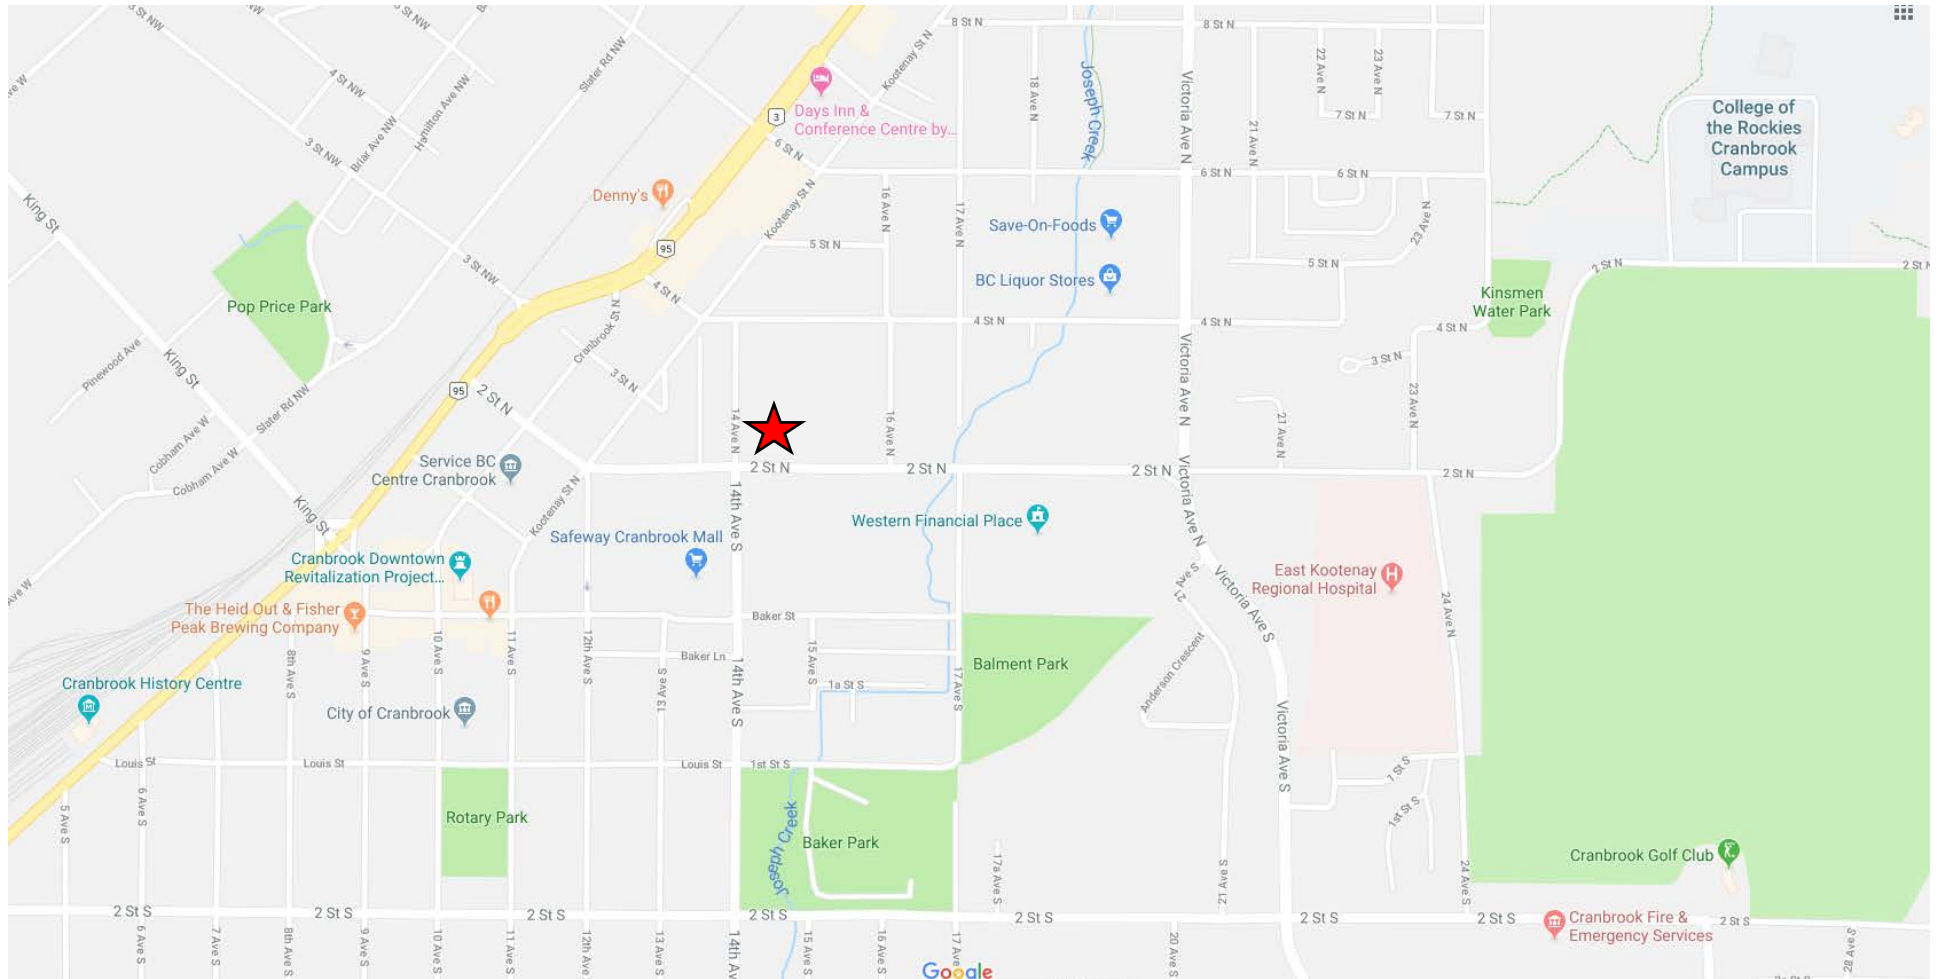 3 St NW
5 St NW
8 St N
8 St N
Kootenay St N
4 St NW
Slater Rd NW
Hamilton Ave NW
Briar Ave NW
3 St NW
3
Days Inn &
Conference Centre by...
6 St N
18 Ave N
Joseph Creek
Victoria Ave N
21 Ave N
22 Ave N
23 Ave N
7 St N
7 St N
College of
the Rockies
Cranbrook
Campus
6 St N
6 St N
Denny's
Kootenay St N
16 Ave N
17 Ave N
Save-On-Foods
23 Ave N
King St
95
5 St N
3 St NW
4 St N
BC Liquor Stores
5 St N
2 St N
2 St N
Kinsmen
Water Park
Pop Price Park
Cranbrook St N
4 St N
4 St N
4 St N
Pinewood Ave
King St
Victoria Ave N
3 St N
3 St N
95
2 St N
Slater Rd NW
14 Ave N
16 Ave N
21 Ave N
23 Ave N
Cobham Ave W
Cobham Ave W
Service BC
Centre Cranbrook
2 St N
2 St N
2 St N
2 St N
Kootenay St N
14th Ave S
Victoria Ave N
King St
Western Financial Place
Safeway Cranbrook Mall
Cranbrook Downtown
Revitalization Project...
21 Ave S
Victoria Ave S
East Kootenay
Regional Hospital
H
The Heid Out & Fisher
Peak Brewing Company
Baker St
24 Ave N
10 Ave S
11 Ave S
12th Ave S
8th Ave S
9 Ave S
13 Ave S
Baker Ln
14th Ave S
15 Ave S
1a St S
17 Ave S
Balment Park
Anderson Crescent
Cranbrook History Centre
City of Cranbrook
Victoria Ave S
Louis St
Louis St
Louis St
1st St S
1 St S
1st St S
5 Ave S
6 Ave S
Rotary Park
Joseph Creek
Baker Park
17a Ave S
21 Ave S
24 Ave S
Cranbrook Golf Club
2 St S
2 St S
2 St S
2 St S
2 St S
2 St S
2 St S
2 St S
Cranbrook Fire &
Emergency Services
6 Ave S
7 Ave S
8th Ave S
9 Ave S
10 Ave S
11 Ave S
12th Ave S
13 Ave S
14th Av
15 Ave S
16 Ave S
17 Ave
20 Ave S
28 Ave S
Google